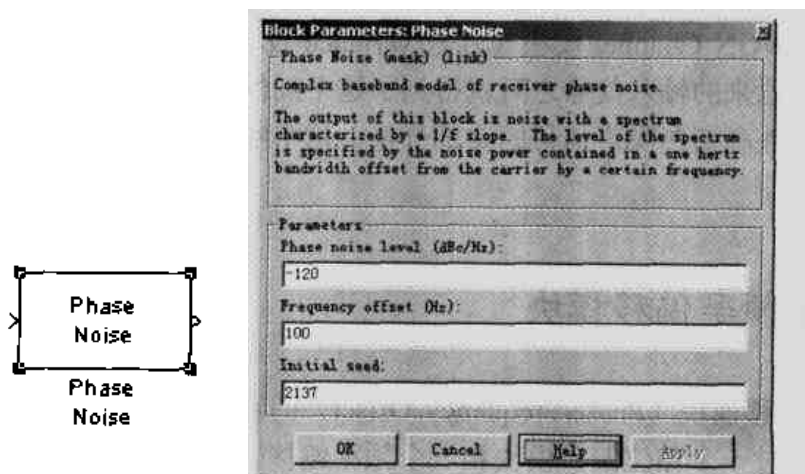 Phase
Noise
Phase
Noise
Block Parameters: Phase Noise
Phase Noise (mask) (link)
Complex baseband model of receiver phase noise.
The output of this block is noise with a spectrum
characterized by a 1/f slope. The level of the spectrum
is specified by the noise power contained in a one hertz
bandwidth offset from the carrier by a certain frequency.
Parameters
Phase noise level (dBc/Hz):
-120
Frequency offset (Hz):
100
Initial seed:
2137
OK
Cancel
Help
Apply